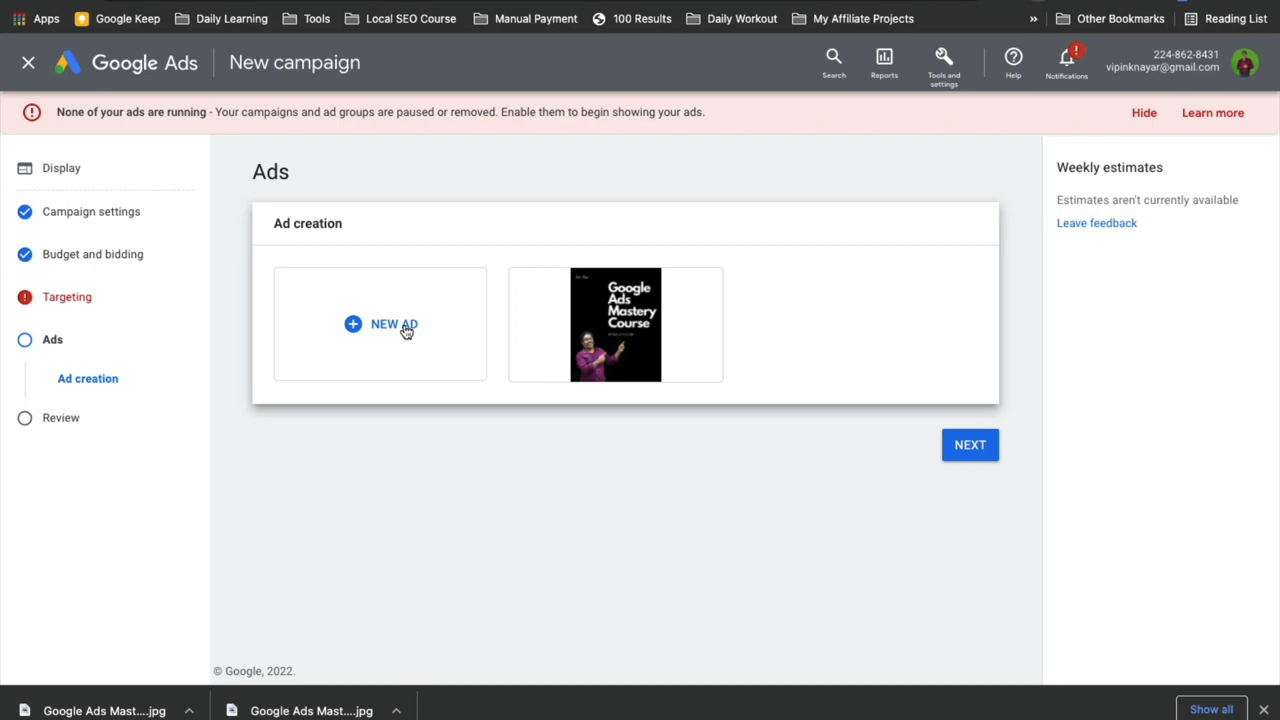 Apps
Google Keep
Daily Learning
Tools
Local SEO Course
Manual Payment
100 Results
Daily Workout
My Affiliate Projects
»
Other Bookmarks
Reading List
Google Ads
New campaign
Search
Reports
Tools and
settings
Help
Notifications
224-862-8431
vipinknayar@gmail.com
None of your ads are running - Your campaigns and ad groups are paused or removed. Enable them to begin showing your ads.
Hide
Learn more
Display
Campaign settings
Budget and bidding
Targeting
Ads
Ad creation
Review
Ads
Ad creation
NEW AD
Google
Ads
Mastery
Course
NEXT
Weekly estimates
Estimates aren't currently available
Leave feedback
© Google, 2022.
Google Ads Mast....jpg
Google Ads Mast....jpg
Show all